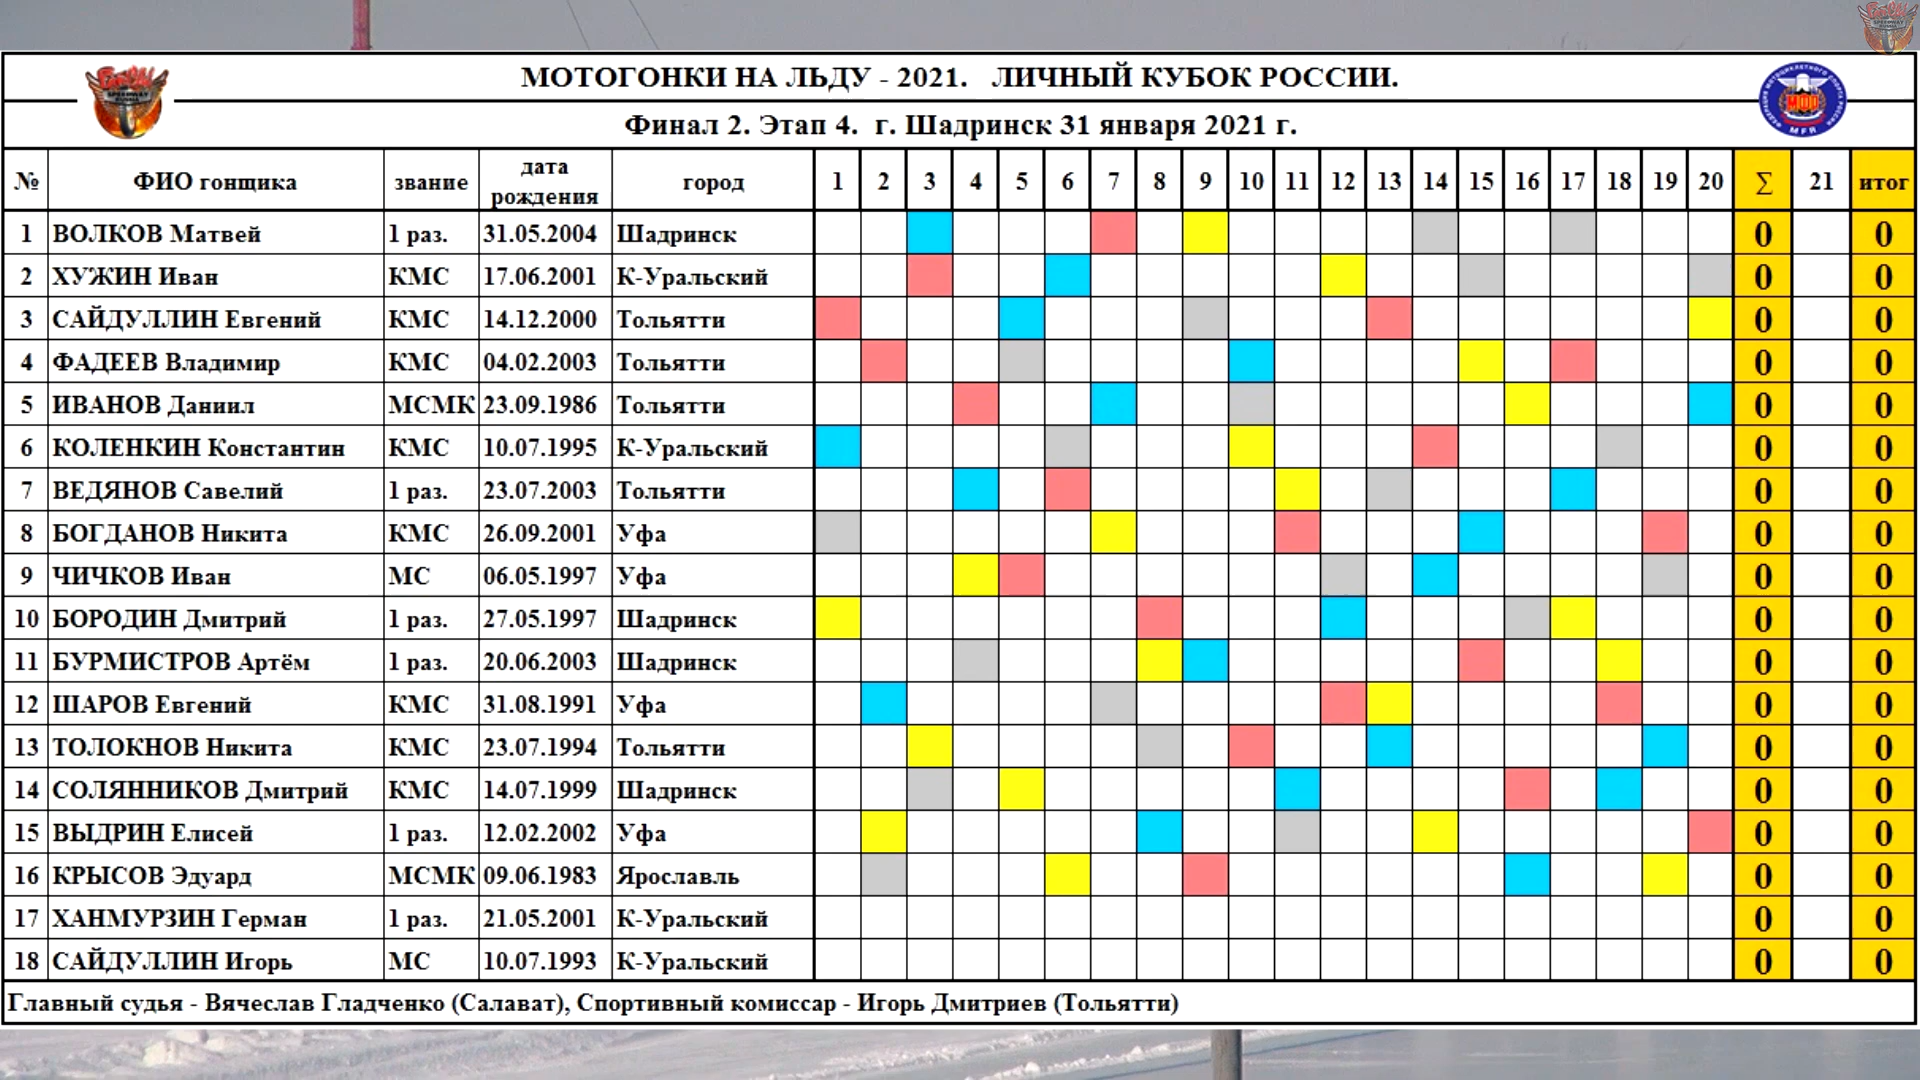 МОТОГОНКИ НА ЛЬДУ - 2021. ЛИЧНЫЙ КУБОК РОССИИ.
Финал 2. Этап 4. г. Шадринск 31 января 2021 г.
№ ФИО гонщика звание дата рождения город 1 2 3 4 5 6 7 8 9 10 11 12 13 14 15 16 17 18 19 20 ∑ 21 итог
1 ВОЛКОВ Матвей 1 раз. 31.05.2004 Шадринск 0 0
2 ХУЖИН Иван КМС 17.06.2001 К-Уральский 0 0
3 САЙДУЛЛИН Евгений КМС 14.12.2000 Тольятти 0 0
4 ФАДЕЕВ Владимир КМС 04.02.2003 Тольятти 0 0
5 ИВАНОВ Даниил МСМК 23.09.1986 Тольятти 0 0
6 КОЛЕНКИН Константин КМС 10.07.1995 К-Уральский 0 0
7 ВЕДЯНОВ Савелий 1 раз. 23.07.2003 Тольятти 0 0
8 БОГДАНОВ Никита КМС 26.09.2001 Уфа 0 0
9 ЧИЧКОВ Иван МС 06.05.1997 Уфа 0 0
10 БОРОДИН Дмитрий 1 раз. 27.05.1997 Шадринск 0 0
11 БУРМИСТРОВ Артём 1 раз. 20.06.2003 Шадринск 0 0
12 ШАРОВ Евгений КМС 31.08.1991 Уфа 0 0
13 ТОЛОКНОВ Никита КМС 23.07.1994 Тольятти 0 0
14 СОЛЯННИКОВ Дмитрий КМС 14.07.1999 Шадринск 0 0
15 ВЫДРИН Елисей 1 раз. 12.02.2002 Уфа 0 0
16 КРЫСОВ Эдуард МСМК 09.06.1983 Ярославль 0 0
17 ХАНМУРЗИН Герман 1 раз. 21.05.2001 К-Уральский 0 0
18 САЙДУЛЛИН Игорь МС 10.07.1993 К-Уральский 0 0
Главный судья - Вячеслав Гладченко (Салават), Спортивный комиссар - Игорь Дмитриев (Тольятти)